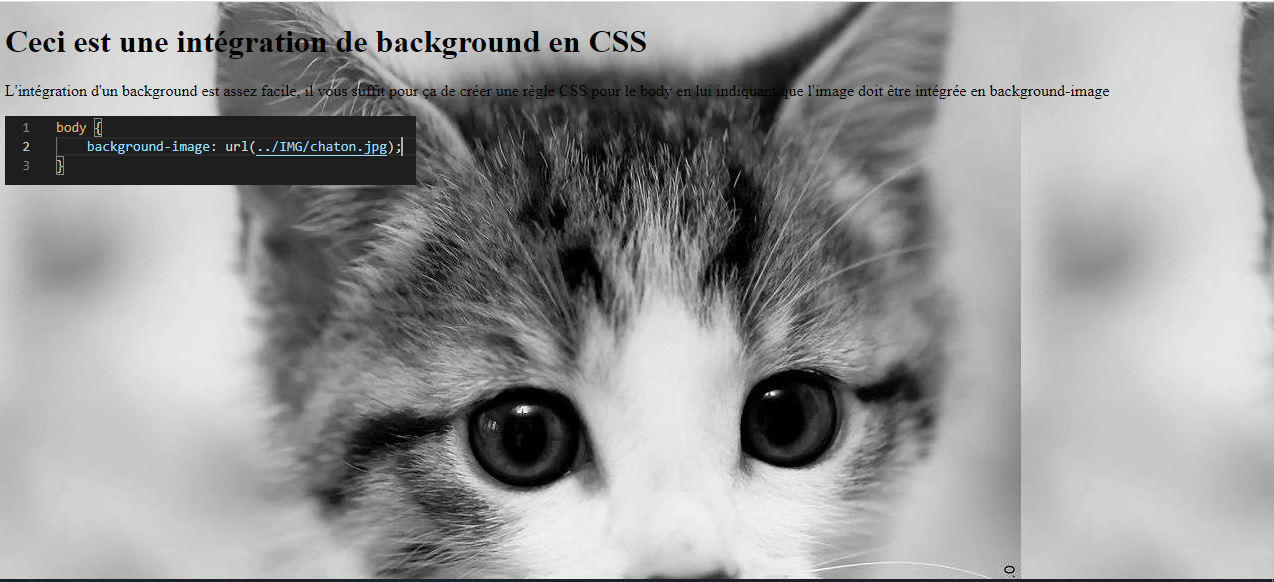 Ceci est une intégration de background en CSS
L'intégration d'un background est assez facile, il vous suffit pour ça de créer une règle CSS pour le body en lui indiquant que l'image doit être intégrée en background-image
1 body {
2 background-image: url(../IMG/chaton.jpg);
3 }